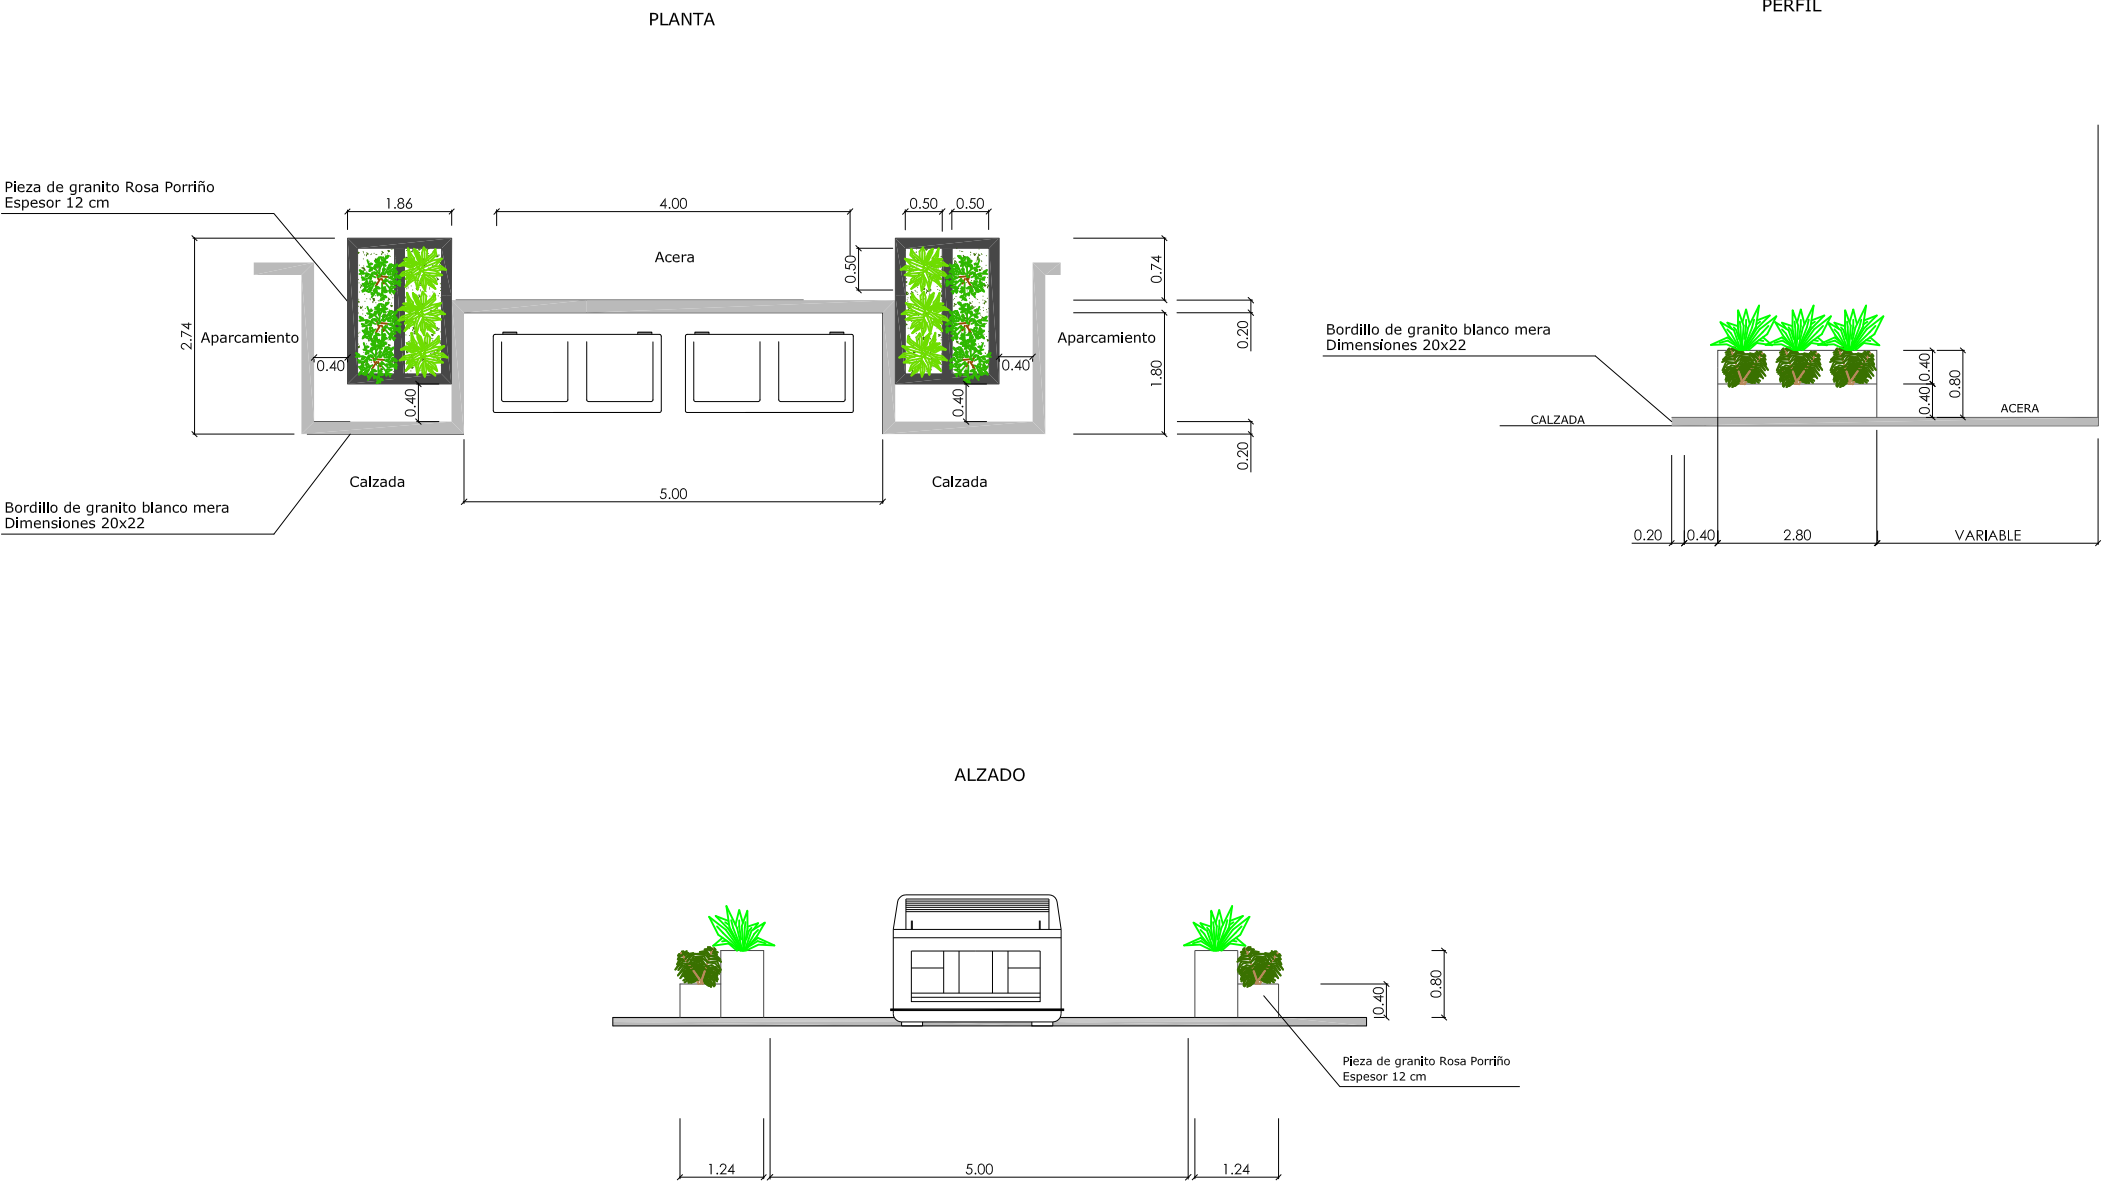 PLANTA
PERFIL
Pieza de granito Rosa Porriño
Espesor 12 cm
1.86
4.00
0.50
0.50
Acera
0.50
0.74
2.74
Aparcamiento
0.40
0.40
0.40
0.40
Aparcamiento
0.20
1.80
0.20
Calzada
Calzada
5.00
Bordillo de granito blanco mera
Dimensiones 20x22
Bordillo de granito blanco mera
Dimensiones 20x22
0.40
0.40
0.80
CALZADA
ACERA
0.20
0.40
2.80
VARIABLE
ALZADO
0.40
0.80
Pieza de granito Rosa Porriño
Espesor 12 cm
1.24
5.00
1.24